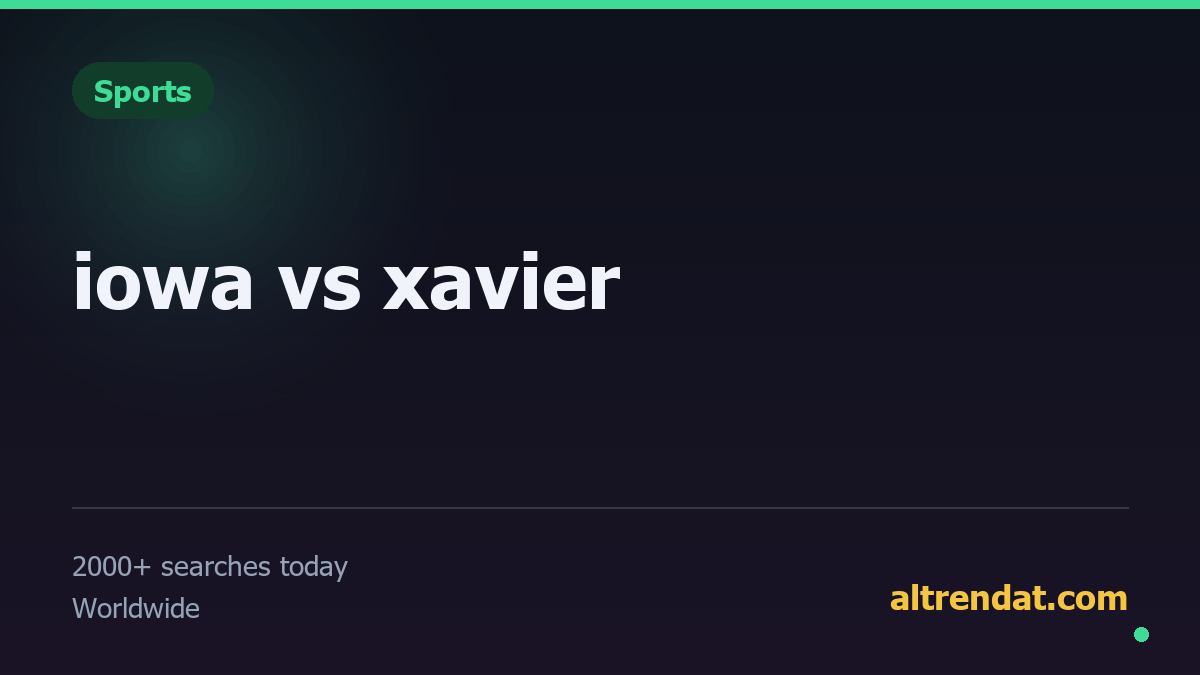 Sports
iowa vs xavier
2000+ searches today
Worldwide
altrendat.com